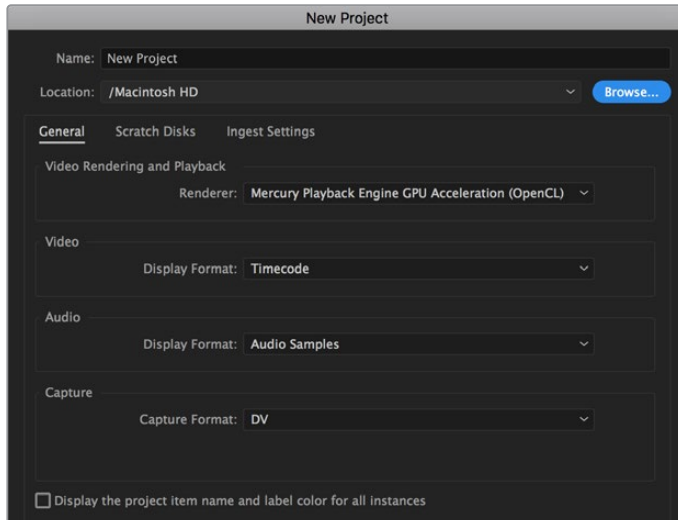 New Project
Name: New Project
Location: /Macintosh HD Browse...
General Scratch Disks Ingest Settings
Video Rendering and Playback
Renderer: Mercury Playback Engine GPU Acceleration (OpenCL)
Video
Display Format: Timecode
Audio
Display Format: Audio Samples
Capture
Capture Format: DV
Display the project item name and label color for all instances